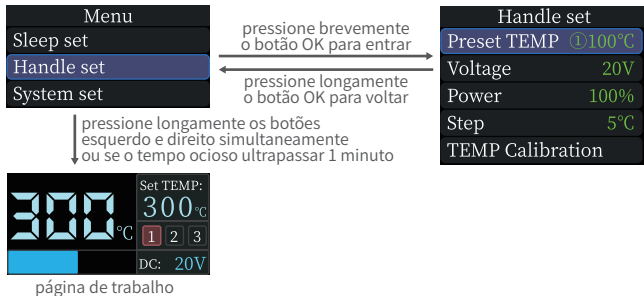 Menu
Sleep set
Handle set
System set
pressione brevemente
o botão OK para entrar
pressione longamente
o botão OK para voltar
Handle set
Preset TEMP ①100℃
Voltage 20V
Power 100%
Step 5℃
TEMP Calibration
pressione longamente os botões
esquerdo e direito simultaneamente
ou se o tempo ocioso ultrapassar 1 minuto
300℃
Set TEMP:
300℃
1 2 3
DC: 20V
página de trabalho